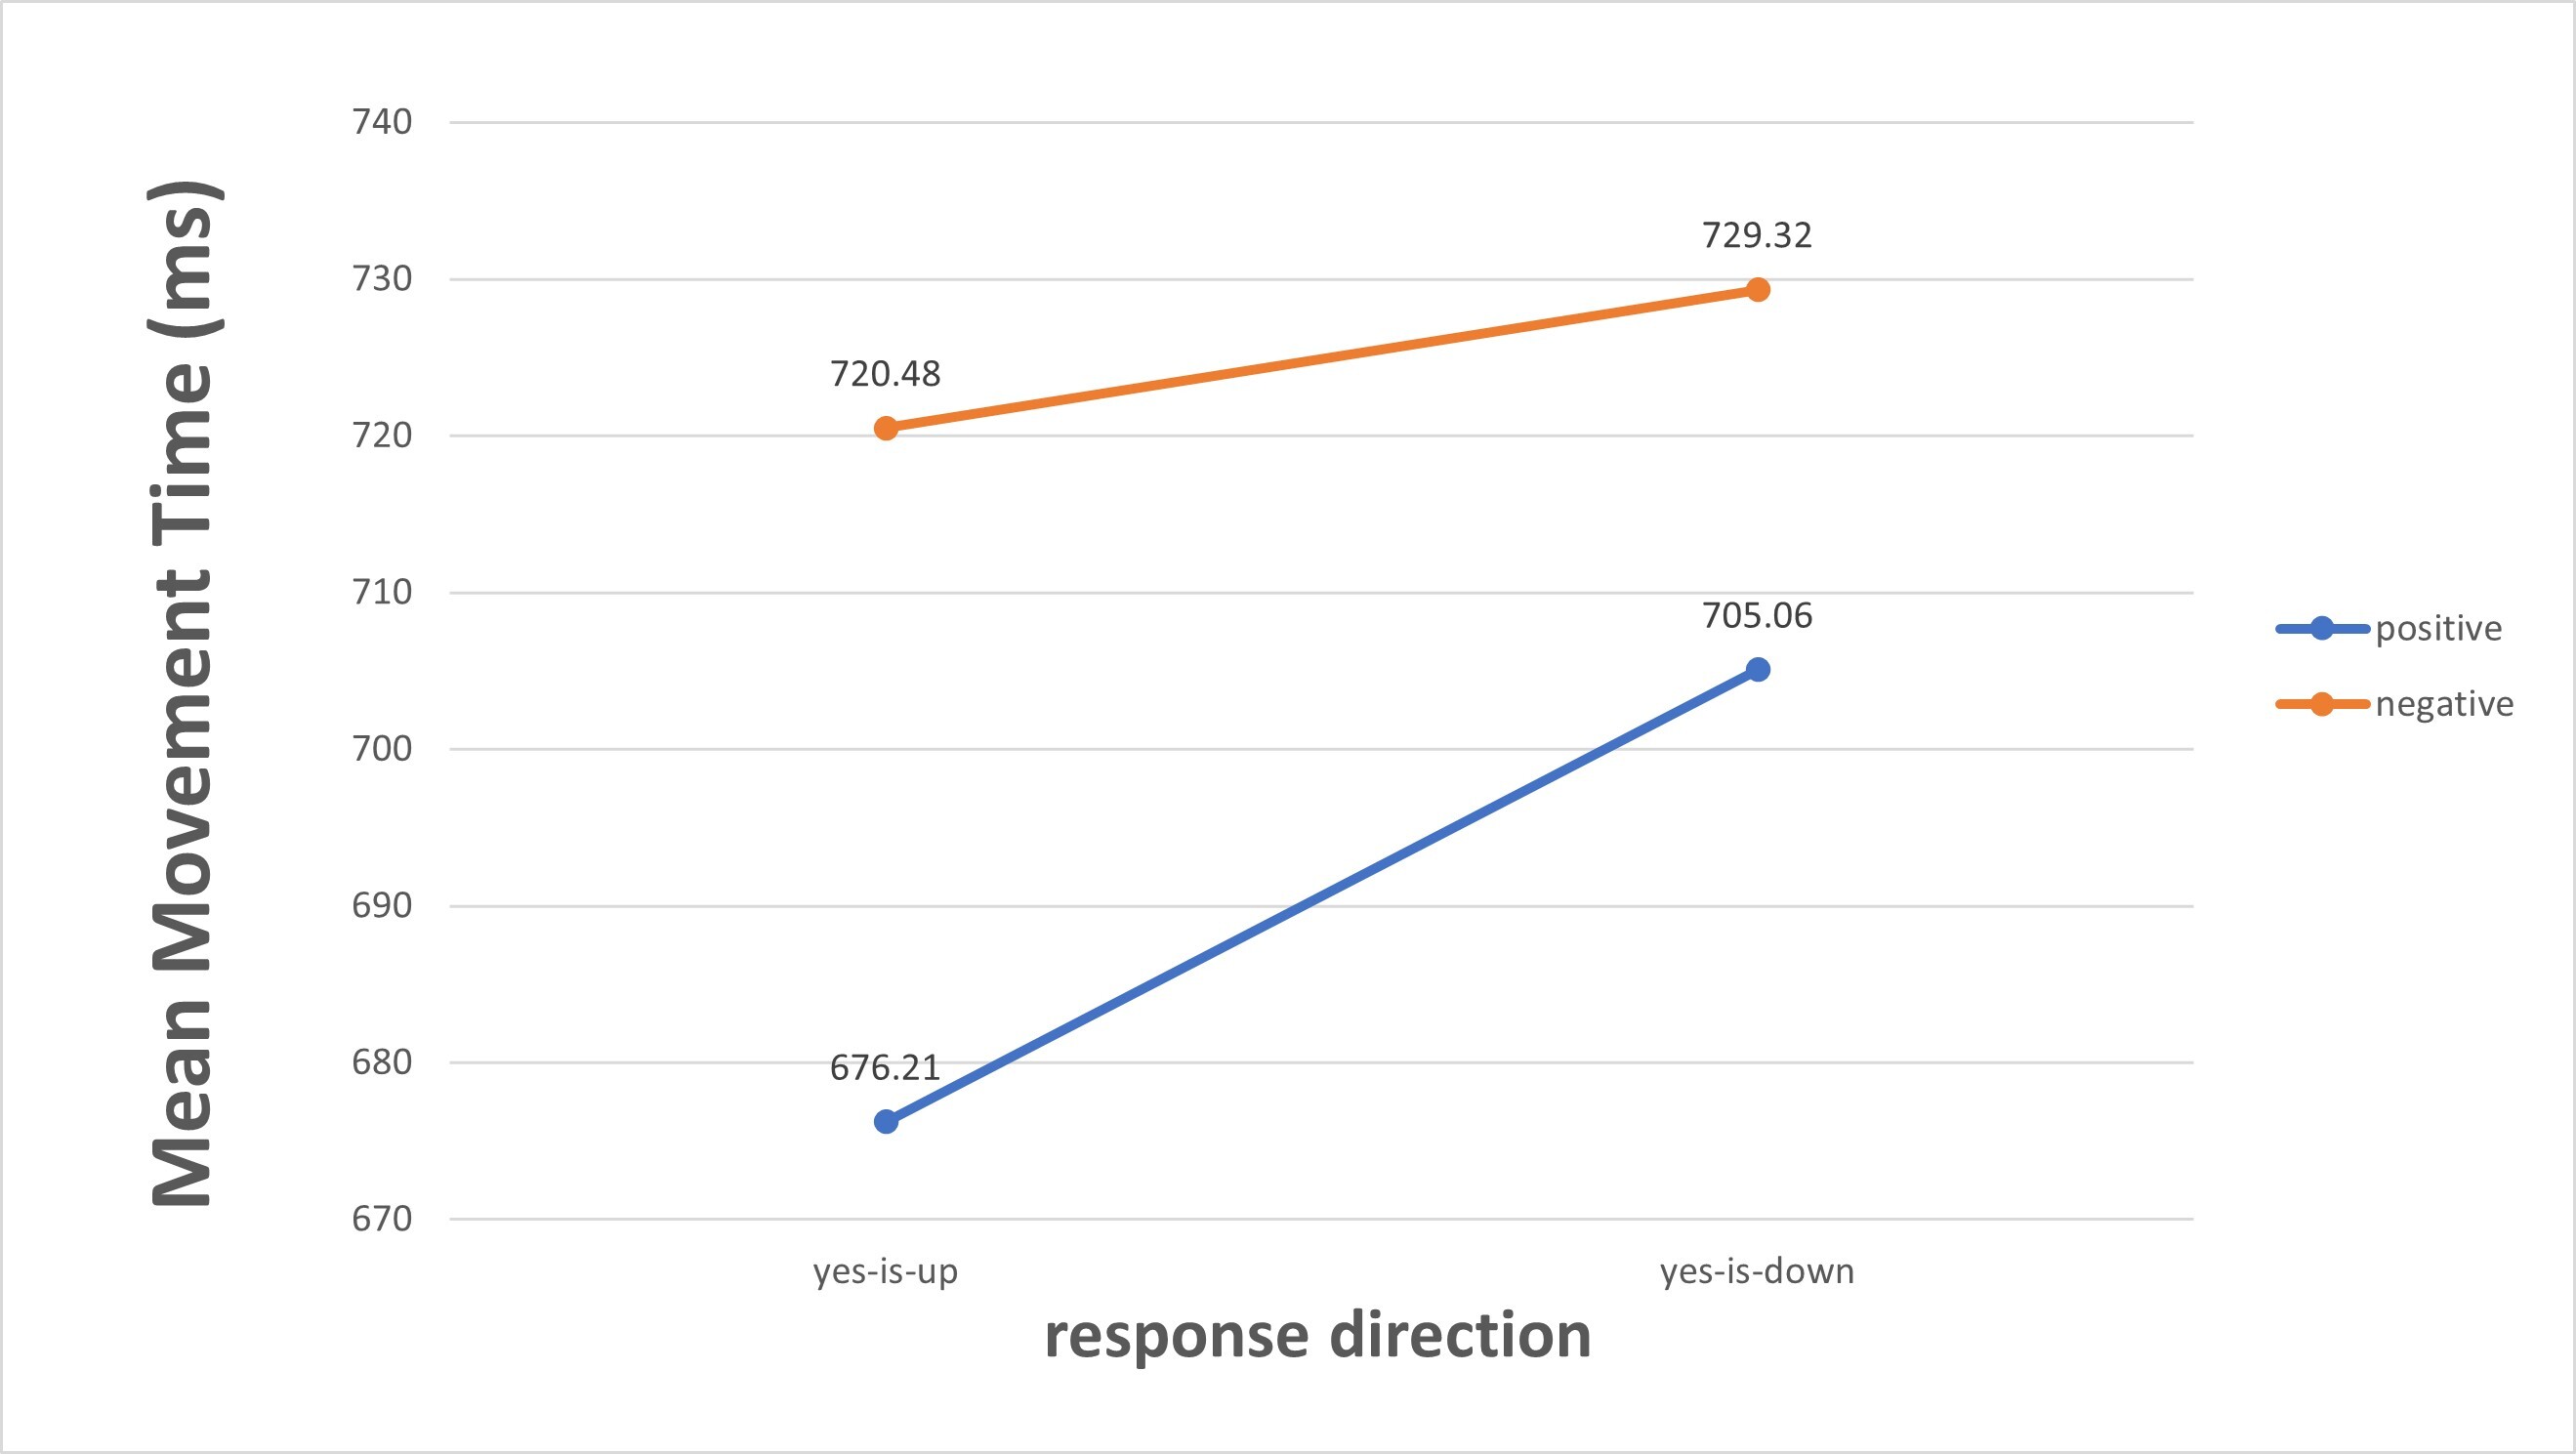 Mean Movement Time (ms)
740
730
720
710
700
690
680
670
729.32
720.48
705.06
676.21
yes-is-up
yes-is-down
response direction
positive
negative